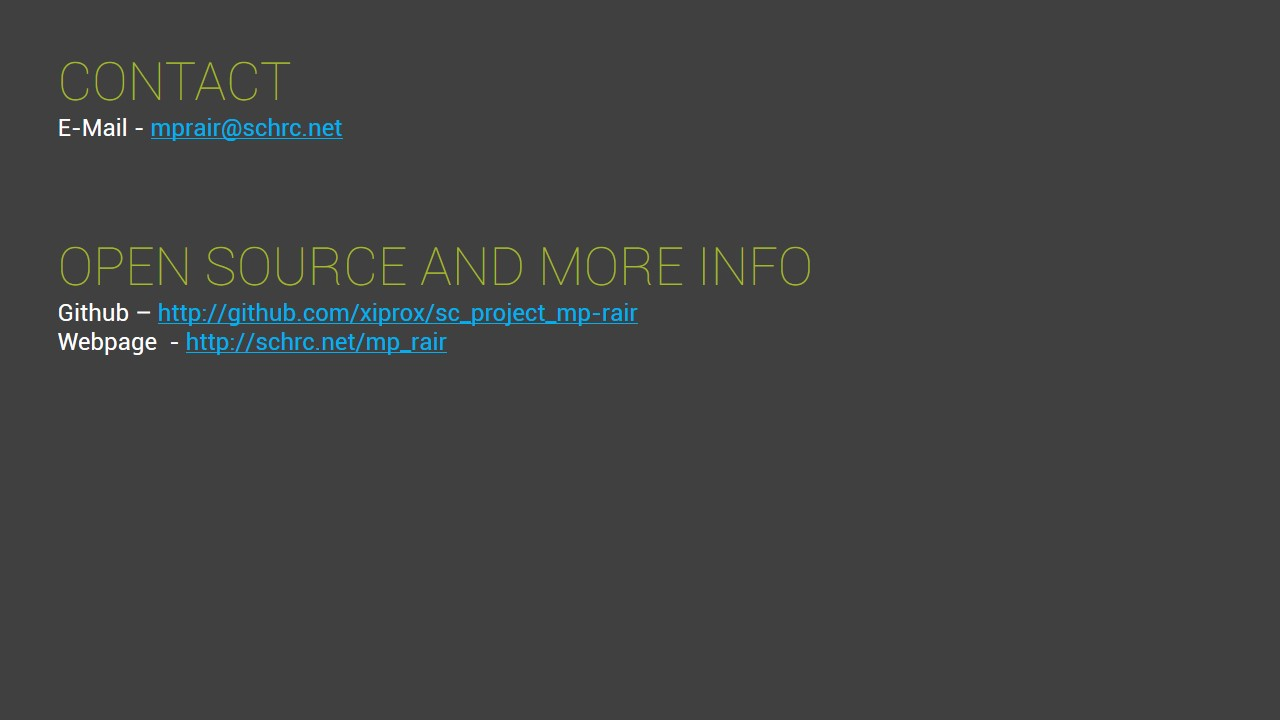 CONTACT
E-Mail - mprair@schrc.net
OPEN SOURCE AND MORE INFO
Github – http://github.com/xiprox/sc_project_mp-rair
Webpage  - http://schrc.net/mp_rair